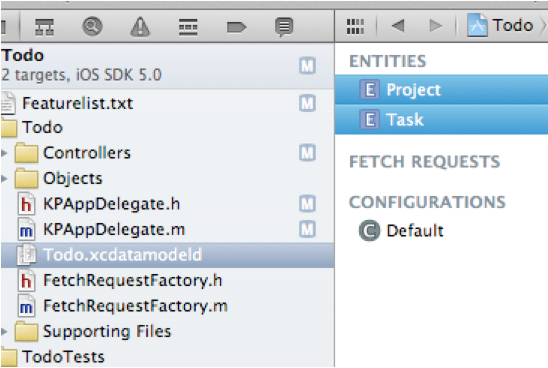 Todo
2 targets, iOS SDK 5.0
M
Featurelist.txt
M
Todo
Controllers
M
Objects
h KPAppDelegate.h
M
m KPAppDelegate.m
M
Todo.xcdatamodeld
h FetchRequestFactory.h
m FetchRequestFactory.m
Supporting Files
TodoTests
Todo
ENTITIES
E Project
E Task
FETCH REQUESTS
CONFIGURATIONS
C Default